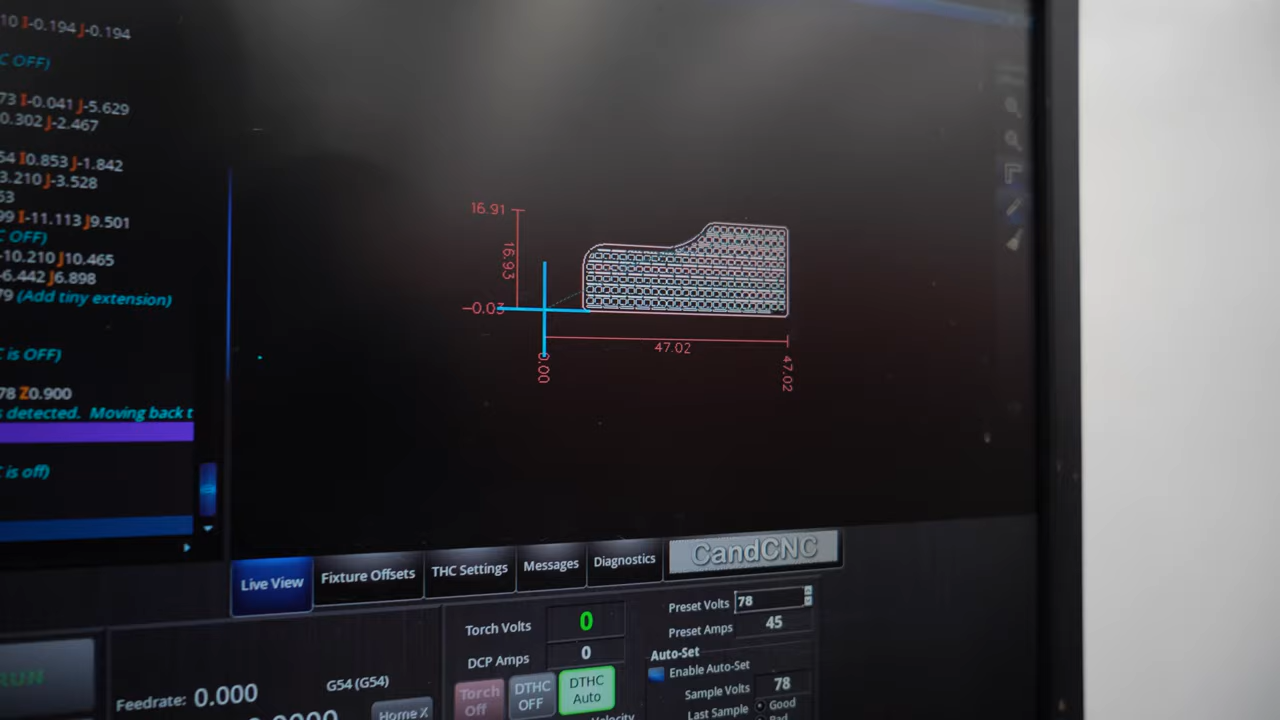 10 I-0.194 J-0.194
C OFF)
73 I-0.041 J-5.629
0.302 J-2.467
54 I0.853 J-1.842
3.210 J-3.528
53
99 I-11.113 J9.501
OFF)
-10.210 J10.465
-6.442 J6.898
79 (Add tiny extension)
C is OFF)
78 Z0.900
s detected. Moving back t
C is off)
16.91
16.93
-0.03
0.00
47.02
47.02
Live View
Fixture Offsets
THC Settings
Messages
Diagnostics
CandCNC
RUN
Feedrate: 0.000
G54 (G54)
Home X
Torch Volts 0
DCP Amps 0
Torch Off
DTHC OFF
DTHC Auto
Velocity
Preset Volts 78
Preset Amps 45
Auto-Set
Enable Auto-Set
Sample Volts 78
Last Sample Good
Bad